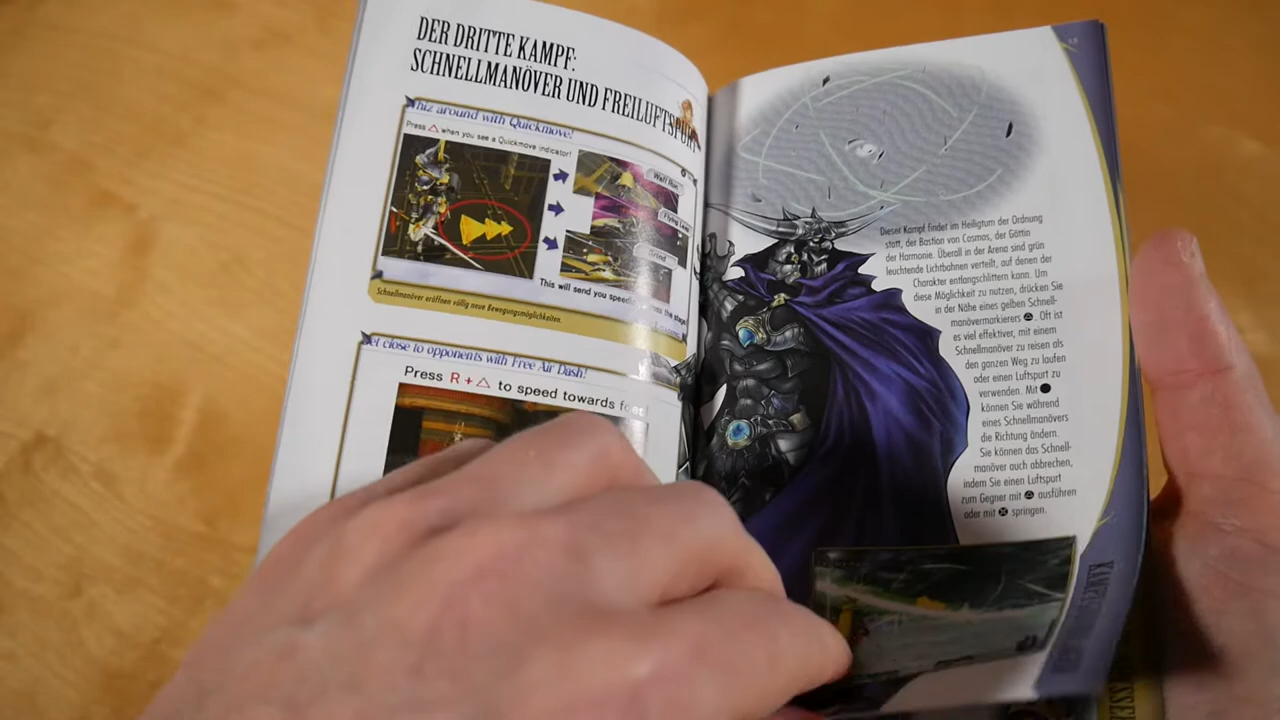 DER DRITTE KAMPF:
SCHNELLMANÖVER UND FREILUFTSPURT
Whiz around with Quickmove!
Press △ when you see a Quickmove indicator!
Wall Run
Flying Leap
Grind
This will send you speeding across the stage!
Schnellmanöver eröffnen völlig neue Bewegungsmöglichkeiten.
Get close to opponents with Free Air Dash!
Press R + △ to speed towards foes!
Dieser Kampf findet im Heiligtum der Ordnung
statt, der Bastion von Cosmos, der Göttin
der Harmonie. Überall in der Arena sind grün
leuchtende Lichtbahnen verteilt, auf denen der
Charakter entlangschlittern kann. Um
diese Möglichkeit zu nutzen, drücken Sie
in der Nähe eines gelben Schnell-
manövermarkierers △. Oft ist
es viel effektiver, mit einem
Schnellmanöver zu reisen als
den ganzen Weg zu laufen
oder einen Luftspurt zu
verwenden. Mit ●
können Sie während
eines Schnellmanövers
die Richtung ändern.
Sie können das Schnell-
manöver auch abbrechen,
indem Sie einen Luftspurt
zum Gegner mit △ ausführen
oder mit ⊗ springen.